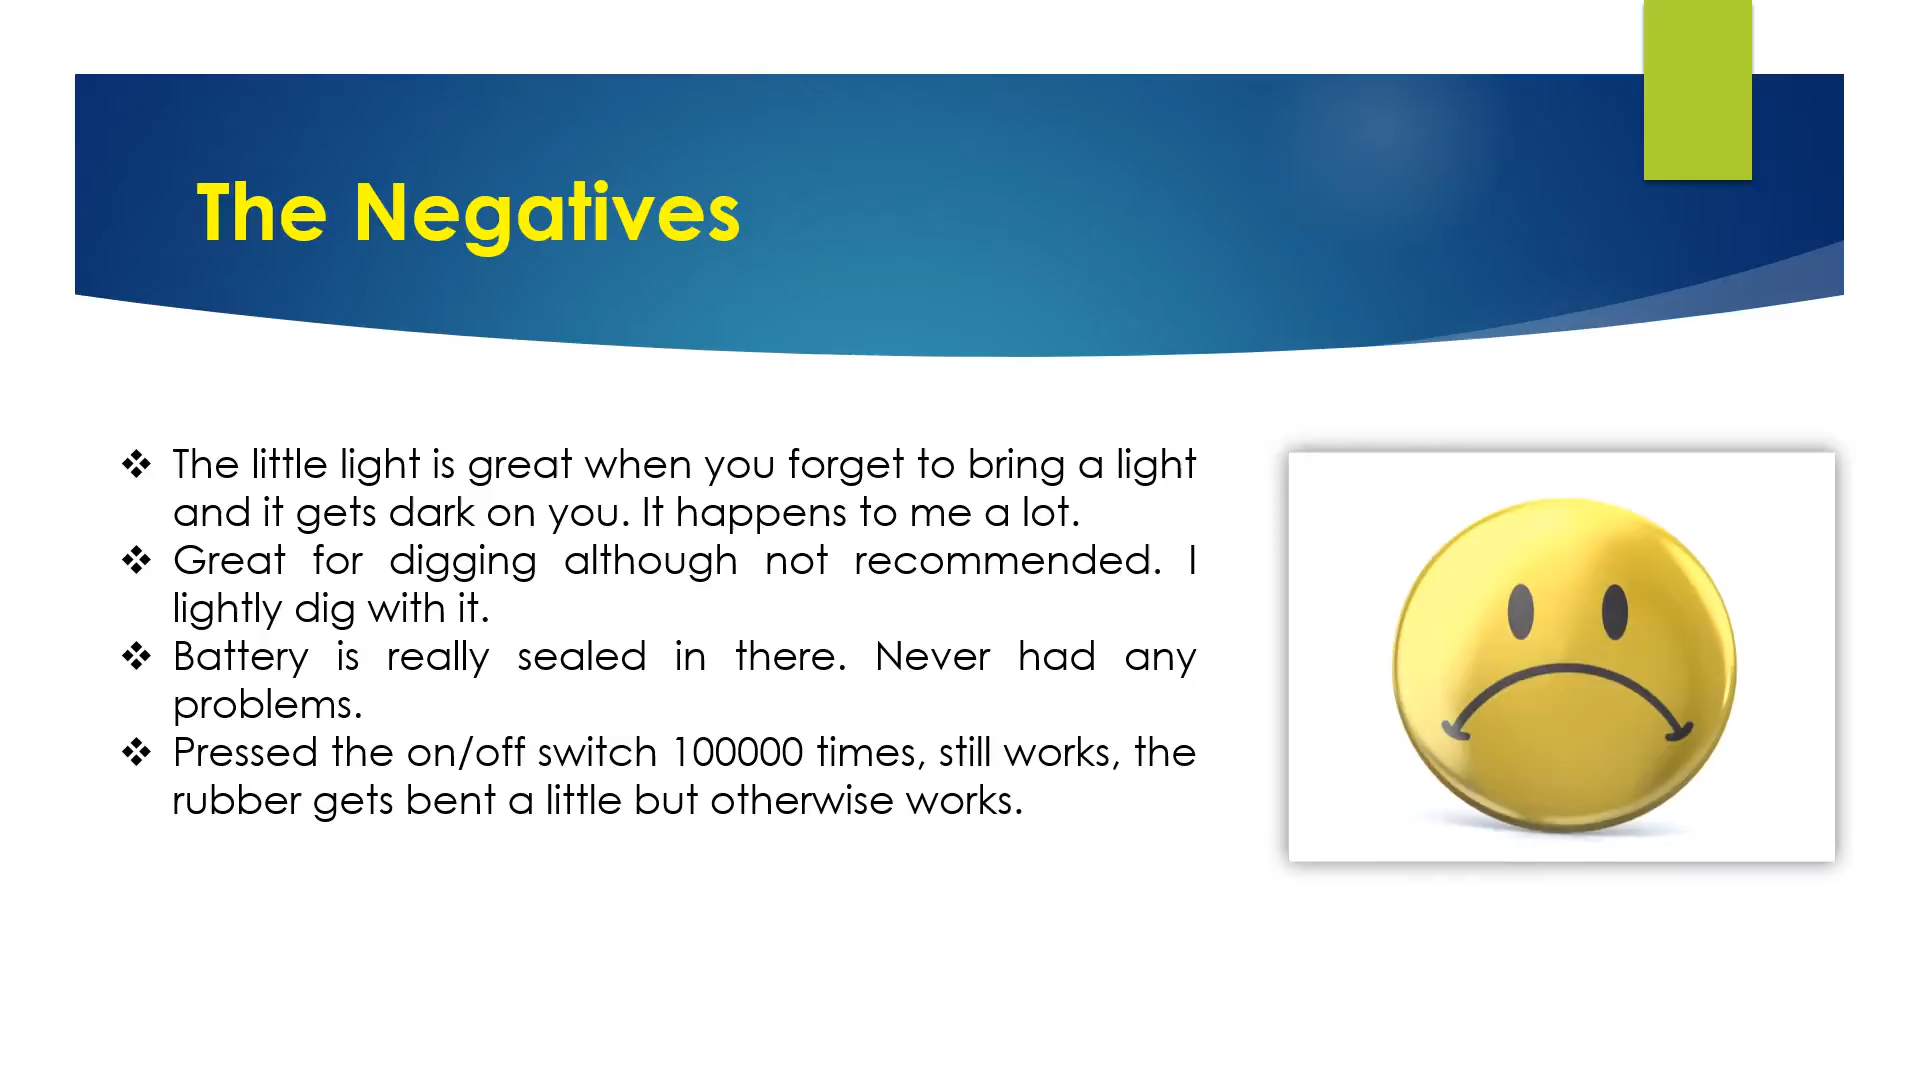 The Negatives
❖ The little light is great when you forget to bring a light
and it gets dark on you. It happens to me a lot.
❖ Great for digging although not recommended. I
lightly dig with it.
❖ Battery is really sealed in there. Never had any
problems.
❖ Pressed the on/off switch 100000 times, still works, the
rubber gets bent a little but otherwise works.